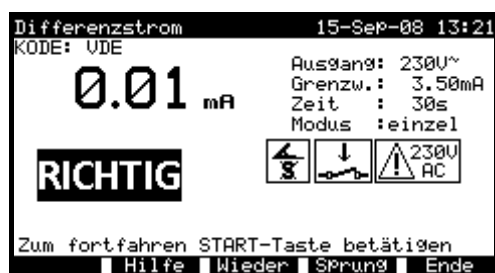 Differenzstrom 15-Sep-08 13:21
KODE: VDE
0.01 mA
Ausgang: 230V~
Grenzw.: 3.50mA
Zeit : 30s
Modus :einzel
230V
AC
RICHTIG
Zum fortfahren START-Taste betätigen
Hilfe Wieder Sprung Ende